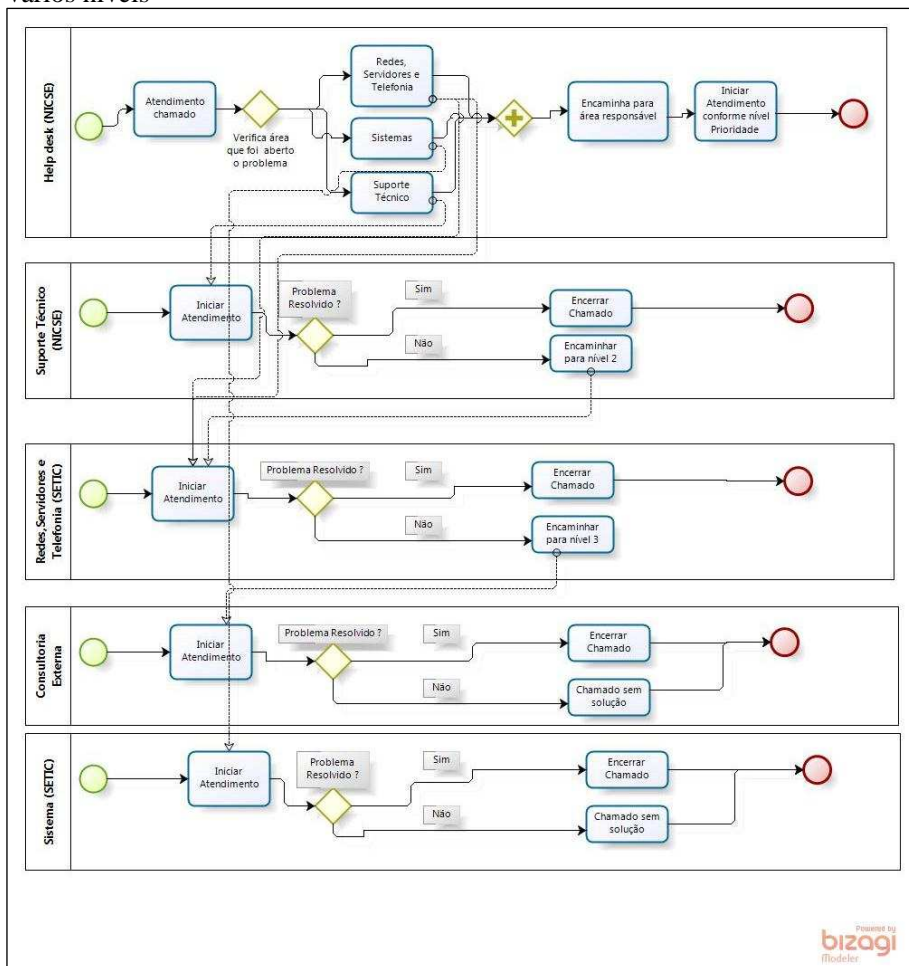 vários níveis
Help desk (NICSE)
Atendimento
chamado
Verifica área
que foi aberto
o problema
Redes,
Servidores e
Telefonia
Sistemas
Suporte
Técnico
Encaminha para
área responsável
Iniciar
Atendimento
conforme nível
Prioridade
Suporte Técnico
(NICSE)
Iniciar
Atendimento
Problema
Resolvido ?
Sim
Não
Encerrar
Chamado
Encaminhar
para nível 2
Redes,Servidores e
Telefonia (SETIC)
Iniciar
Atendimento
Problema Resolvido ?
Sim
Não
Encerrar
Chamado
Encaminhar
para nível 3
Consultoria
Externa
Iniciar
Atendimento
Problema Resolvido ?
Sim
Não
Encerrar
Chamado
Chamado sem
solução
Sistema (SETIC)
Iniciar
Atendimento
Problema
Resolvido ?
Sim
Não
Encerrar
Chamado
Chamado sem
solução
Powered by
bizagi
Modeler